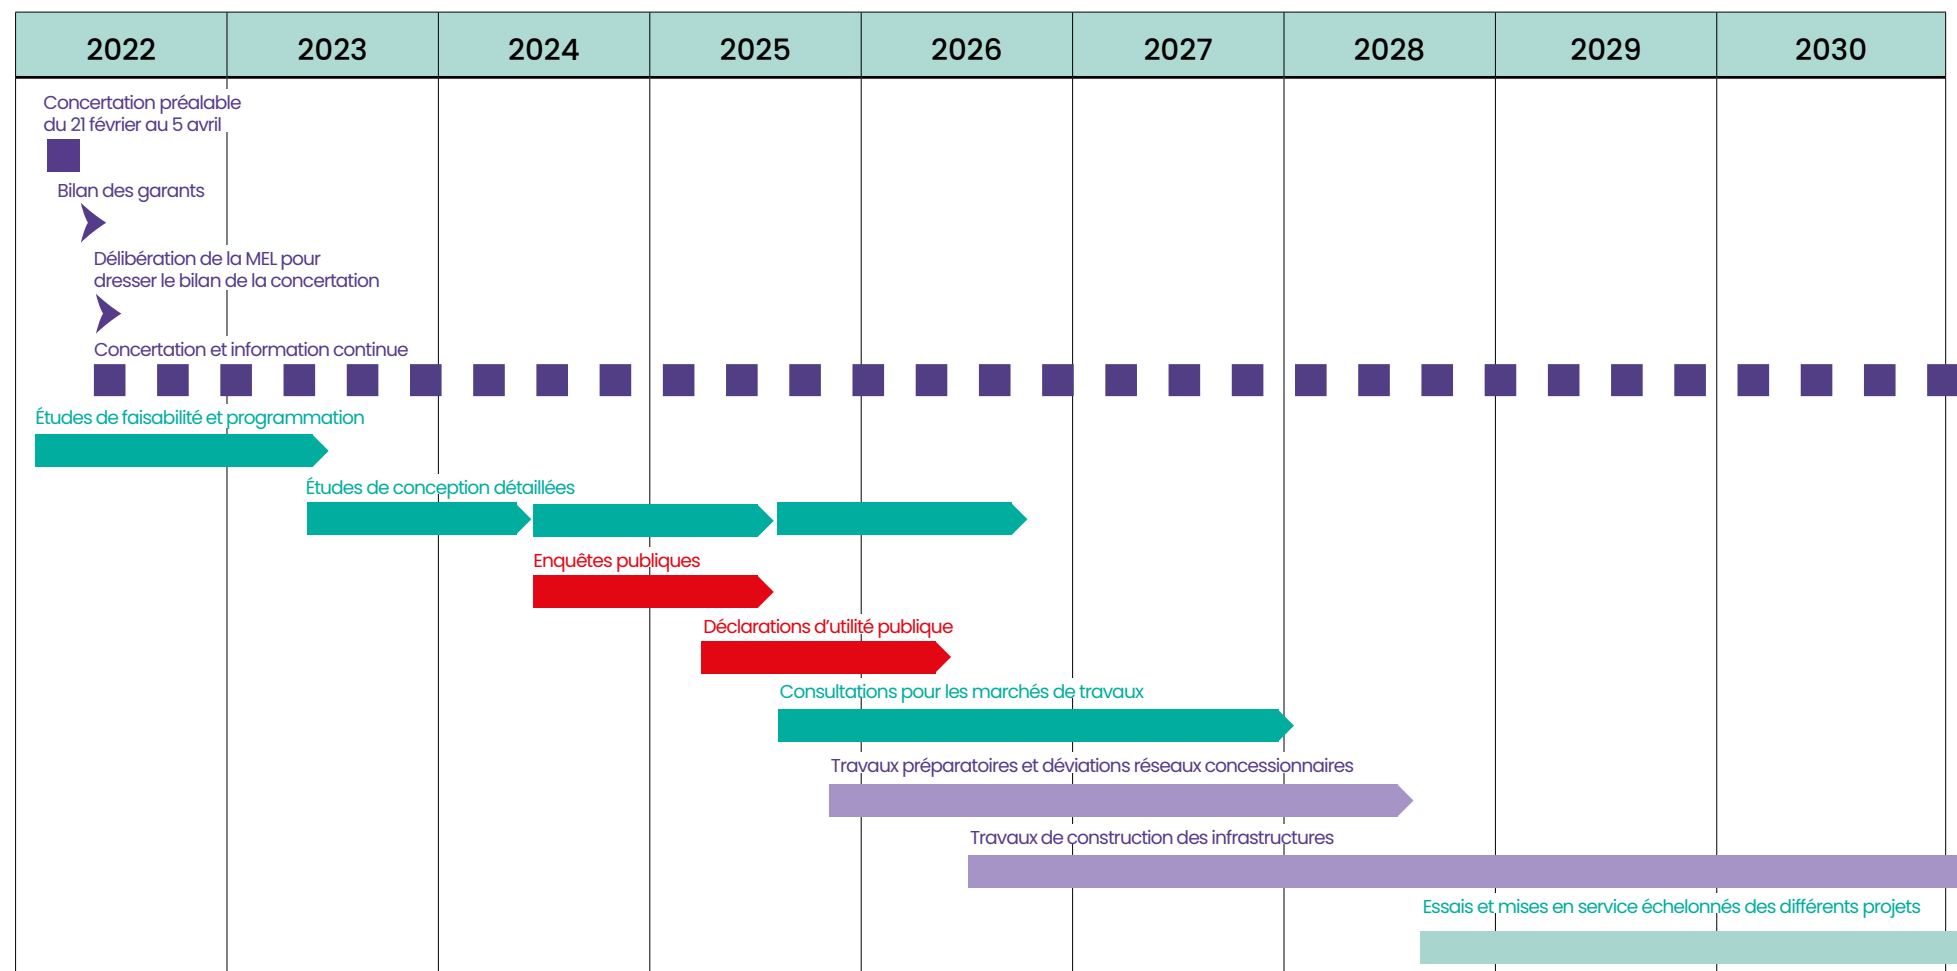 2022 2023 2024 2025 2026 2027 2028 2029 2030
Concertation préalable
du 21 février au 5 avril
Bilan des garants
Délibération de la MEL pour
dresser le bilan de la concertation
Concertation et information continue
Études de faisabilité et programmation
Études de conception détaillées
Enquêtes publiques
Déclarations d’utilité publique
Consultations pour les marchés de travaux
Travaux préparatoires et déviations réseaux concessionnaires
Travaux de construction des infrastructures
Essais et mises en service échelonnés des différents projets